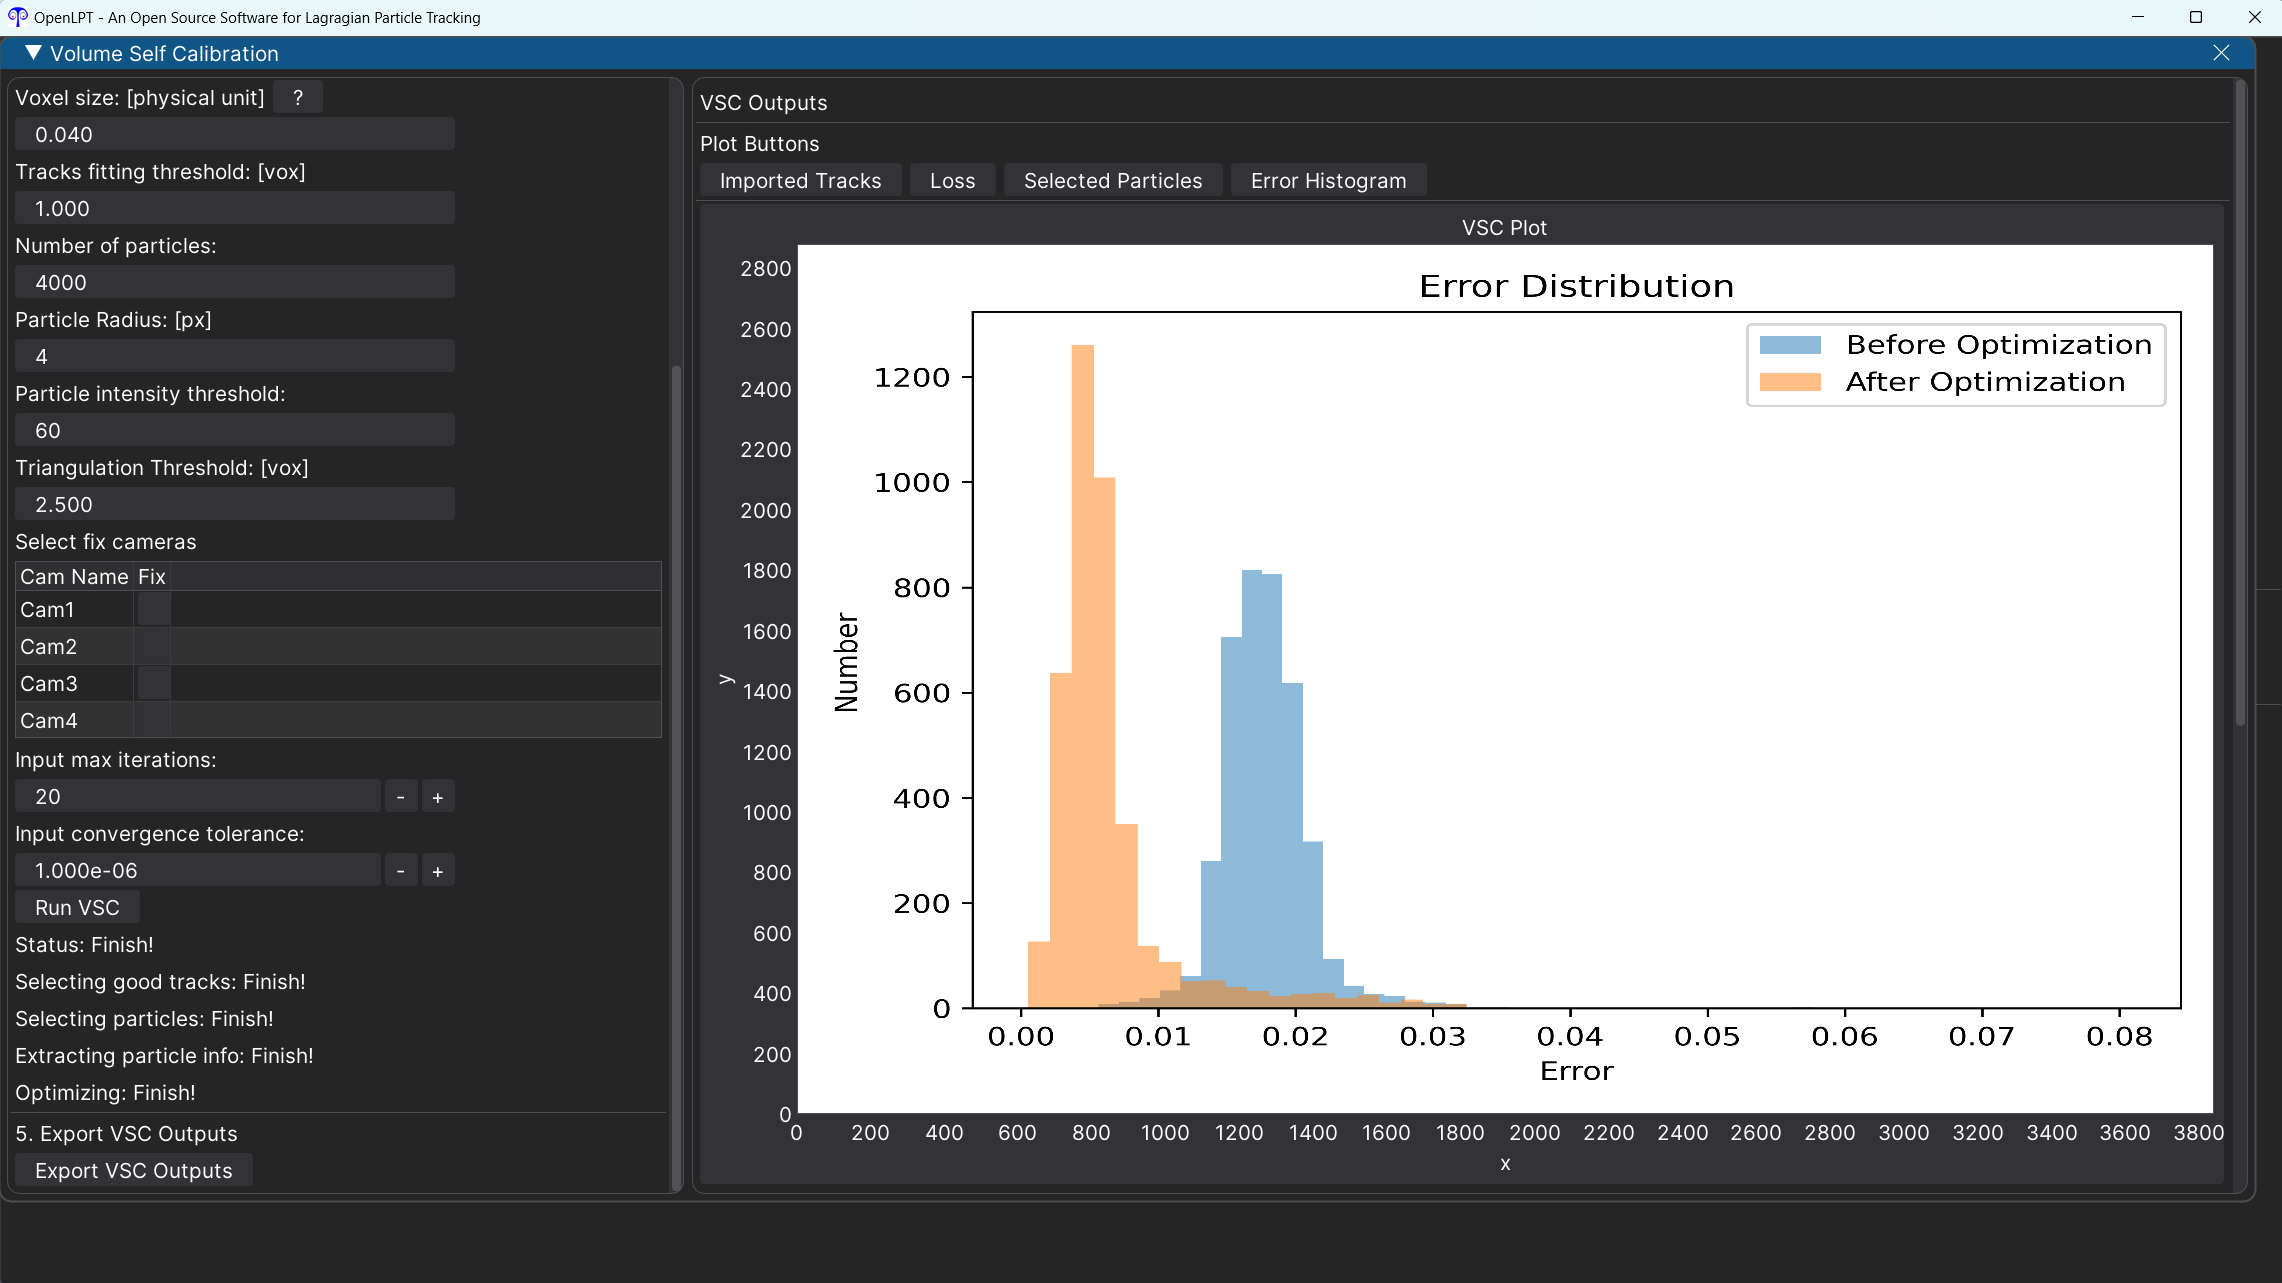 OpenLPT - An Open Source Software for Lagragian Particle Tracking
Volume Self Calibration
Voxel size: [physical unit] ?
0.040
Tracks fitting threshold: [vox]
1.000
Number of particles:
4000
Particle Radius: [px]
4
Particle intensity threshold:
60
Triangulation Threshold: [vox]
2.500
Select fix cameras
Cam Name Fix
Cam1
Cam2
Cam3
Cam4
Input max iterations:
20 - +
Input convergence tolerance:
1.000e-06 - +
Run VSC
Status: Finish!
Selecting good tracks: Finish!
Selecting particles: Finish!
Extracting particle info: Finish!
Optimizing: Finish!
5. Export VSC Outputs
Export VSC Outputs
VSC Outputs
Plot Buttons
Imported Tracks Loss Selected Particles Error Histogram
VSC Plot
2800
2600
2400
2200
2000
1800
1600
1400
1200
1000
800
600
400
200
0
y
0 200 400 600 800 1000 1200 1400 1600 1800 2000 2200 2400 2600 2800 3000 3200 3400 3600 3800
x
Error Distribution
Before Optimization
After Optimization
1200
1000
800
600
400
200
0
Number
0.00 0.01 0.02 0.03 0.04 0.05 0.06 0.07 0.08
Error